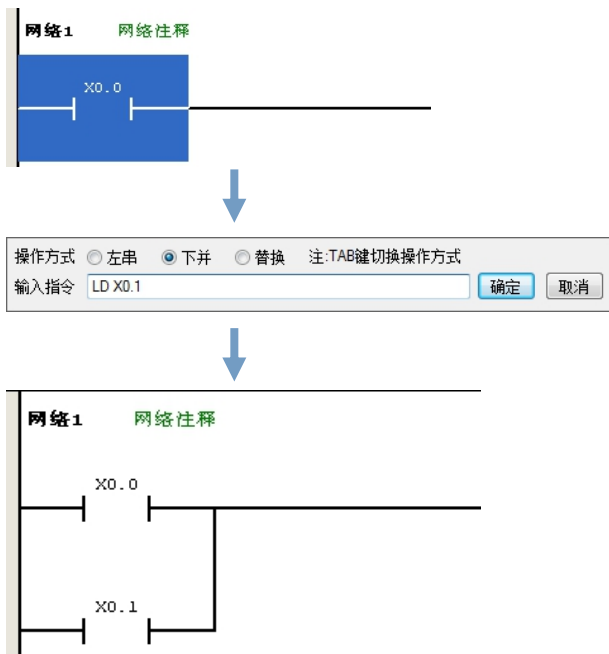 网络1 网络注释
X0.0
操作方式 左串 下并 替换 注:TAB键切换操作方式
输入指令 LD X0.1 确定 取消
网络1 网络注释
X0.0
X0.1